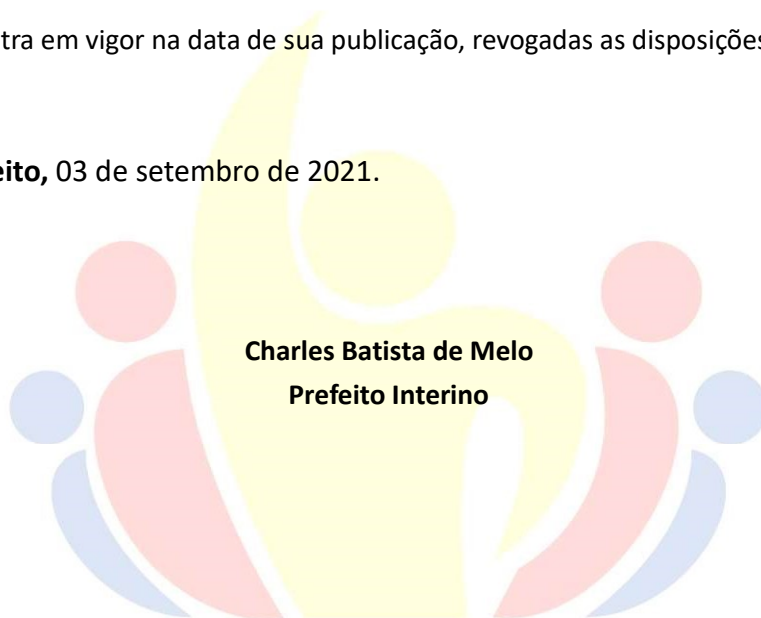 tra em vigor na data de sua publicação, revogadas as disposições
eito, 03 de setembro de 2021.
Charles Batista de Melo
Prefeito Interino